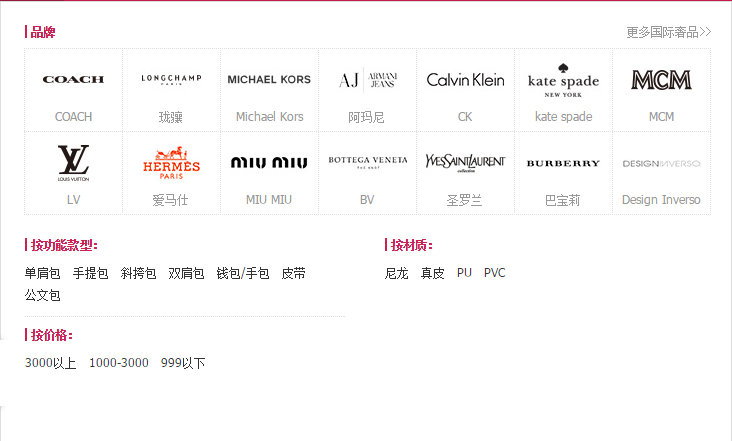 品牌
更多国际奢品>>
COACH
LONGCHAMP
PARIS
MICHAEL KORS
AJ | ARMANI JEANS
Calvin Klein
kate spade
NEW YORK
MCM
COACH
珑骧
Michael Kors
阿玛尼
CK
kate spade
MCM
LV
LOUIS VUITTON
HERMES
PARIS
miu miu
BOTTEGA VENETA
YVESSAINTLAURENT
BURBERRY
DESIGNINVERSO
LV
爱马仕
MIU MIU
BV
圣罗兰
巴宝莉
Design Inverso
按功能款型:
单肩包 手提包 斜挎包 双肩包 钱包/手包 皮带
公文包
按材质:
尼龙 真皮 PU PVC
按价格:
3000以上 1000-3000 999以下